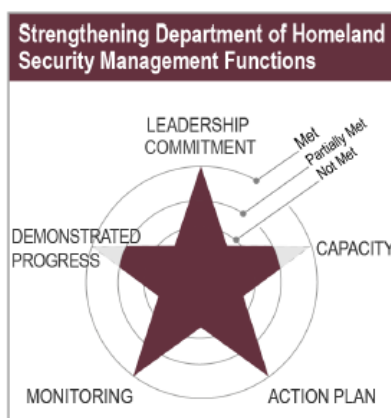 Strengthening Department of Homeland
Security Management Functions
LEADERSHIP
COMMITMENT
Met
Partially Met
Not Met
DEMONSTRATED
PROGRESS
CAPACITY
MONITORING
ACTION PLAN